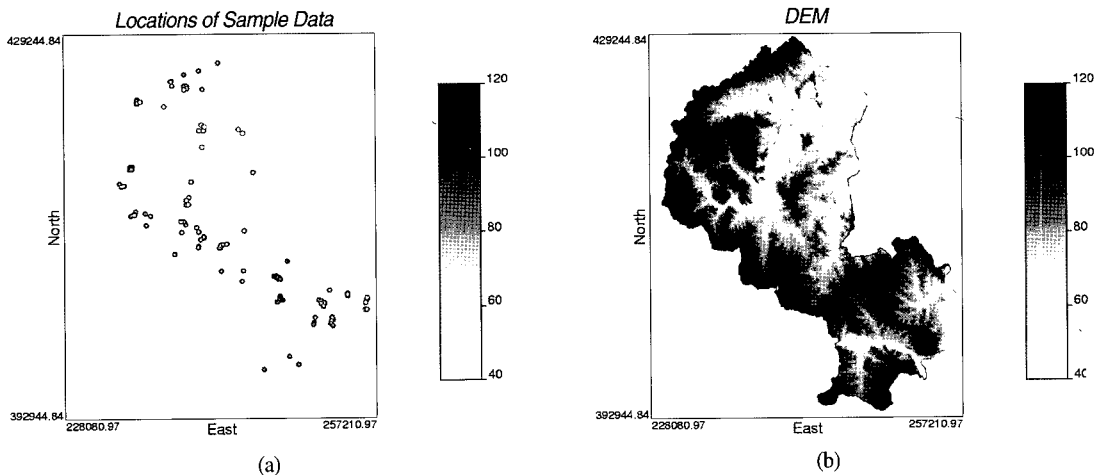 Locations of Sample Data
429244.84
North
392944.84
228080.97
East
257210.97
120
100
80
60
40
(a)
DEM
429244.84
North
392944.84
228080.97
East
257210.97
120
100
80
60
40
(b)